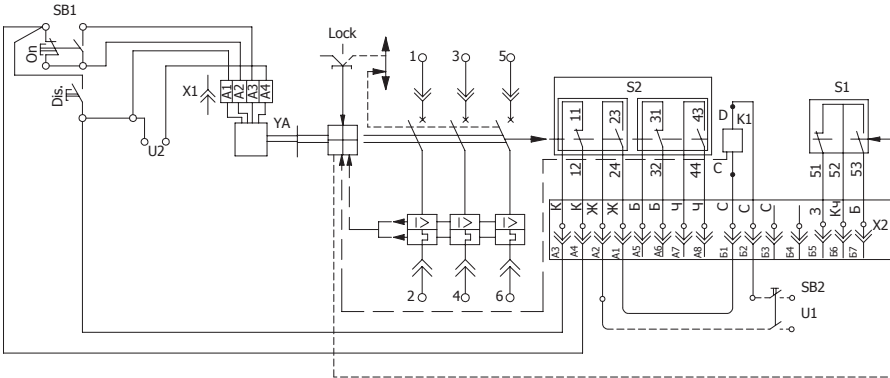 SB1
On
Dis.
U2
X1
A1 A2 A3 A4
YA
Lock
1 3 5
2 4 6
S2
11 23 31 43
12 24 32 44
D
K1
C
S1
51 52 53
К К Ж Ж Б Б Ч Ч С С С З Кч Б
X2
А3 А4 А2 А1 А5 А6 А7 А8 Б1 Б2 Б3 Б4 Б5 Б6 Б7
SB2
U1
I> I> I>